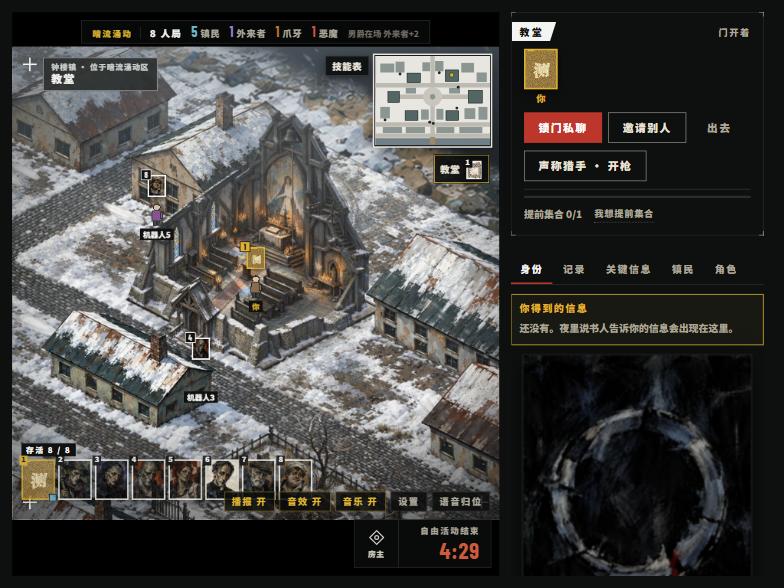 暗流涌动 8 人局 5 镇民 1 外来者 1 爪牙 1 恶魔 男爵在场 外来者+2
钟楼镇 · 位于暗流涌动区
教堂
技能表
教堂 1
8
机器人5
1
测
你
4
机器人3
存活 8 / 8
1 2 3 4 5 6 7 8
测
播报 开 音效 开 音乐 开 设置 语音归位
房主
自由活动结束
4:29
教堂 门开着
测
你
锁门私聊 邀请别人 出去
声称猎手 · 开枪
提前集合 0/1 我想提前集合
身份 记录 关键信息 镇民 角色
你得到的信息
还没有。夜里说书人告诉你的信息会出现在这里。